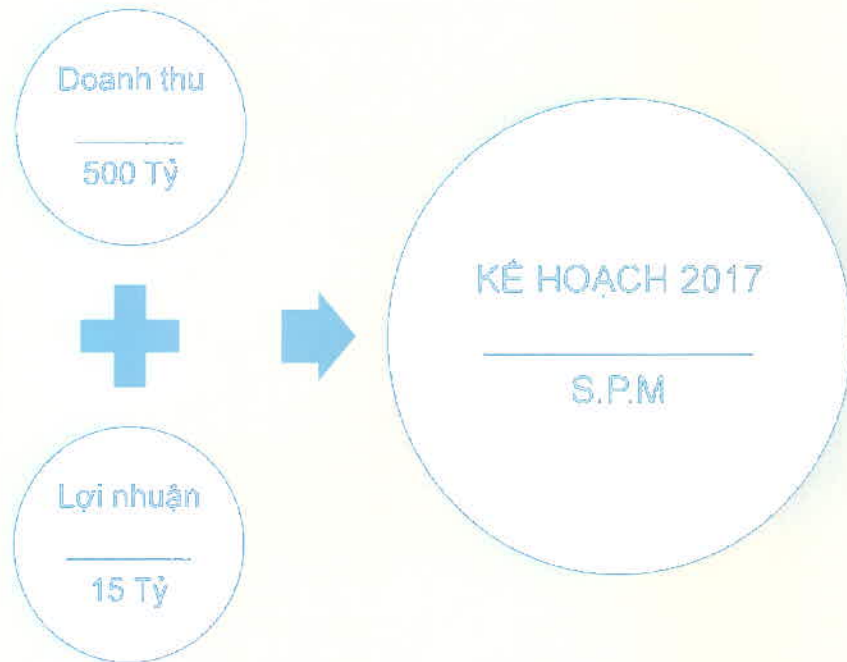 Doanh thu
500 Tỷ
Lợi nhuận
15 Tỷ
KẾ HOẠCH 2017
S.P.M